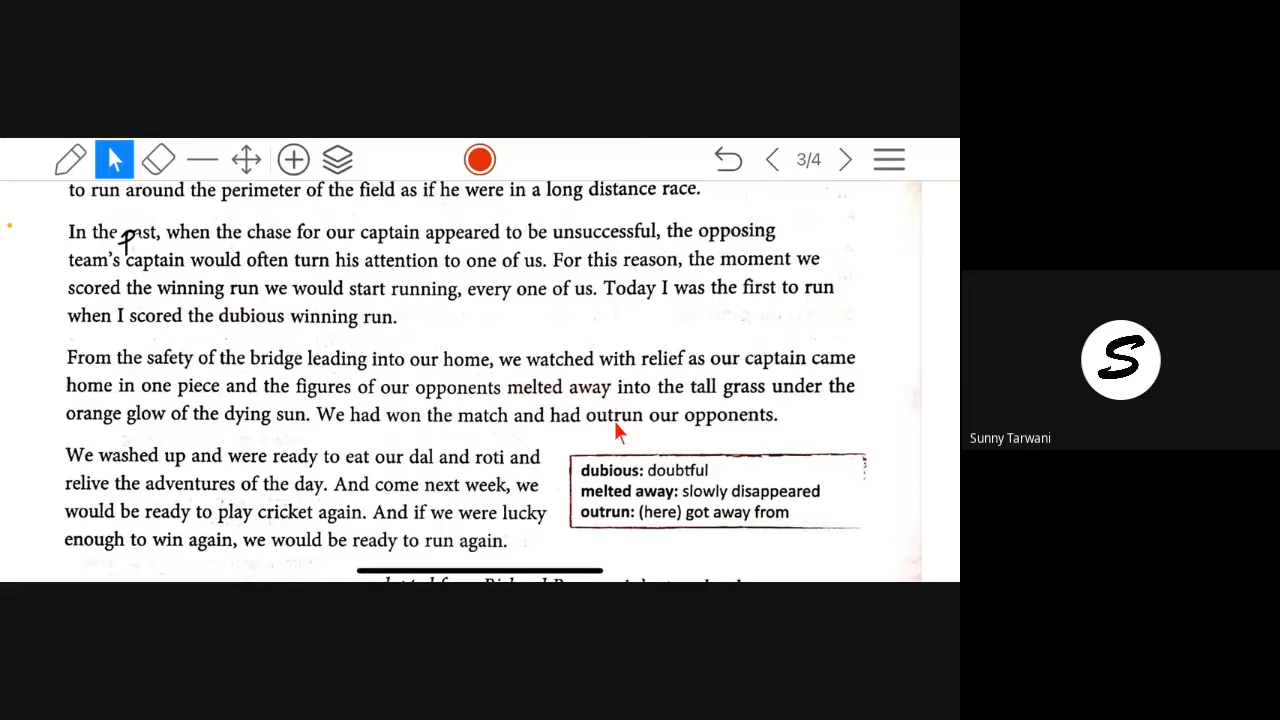 3/4
to run around the perimeter of the field as if he were in a long distance race.
In the past, when the chase for our captain appeared to be unsuccessful, the opposing
team's captain would often turn his attention to one of us. For this reason, the moment we
scored the winning run we would start running, every one of us. Today I was the first to run
when I scored the dubious winning run.
From the safety of the bridge leading into our home, we watched with relief as our captain came
home in one piece and the figures of our opponents melted away into the tall grass under the
orange glow of the dying sun. We had won the match and had outrun our opponents.
We washed up and were ready to eat our dal and roti and
relive the adventures of the day. And come next week, we
would be ready to play cricket again. And if we were lucky
enough to win again, we would be ready to run again.
dubious: doubtful
melted away: slowly disappeared
outrun: (here) got away from
S
Sunny Tarwani